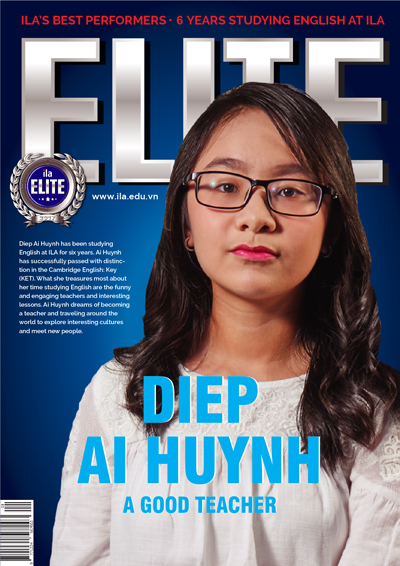 ILA'S BEST PERFORMERS • 6 YEARS STUDYING ENGLISH AT ILA
ELITE
ila
ELITE
www.ila.edu.vn
Diep Ai Huynh has been studying
English at ILA for six years. Ai Huynh
has successfully passed with distinc-
tion in the Cambridge English: Key
(KET). What she treasures most about
her time studying English are the funny
and engaging teachers and interesting
lessons. Ai Huynh dreams of becoming
a teacher and traveling around the
world to explore interesting cultures
and meet new people.
DIEP
AI HUYNH
A GOOD TEACHER